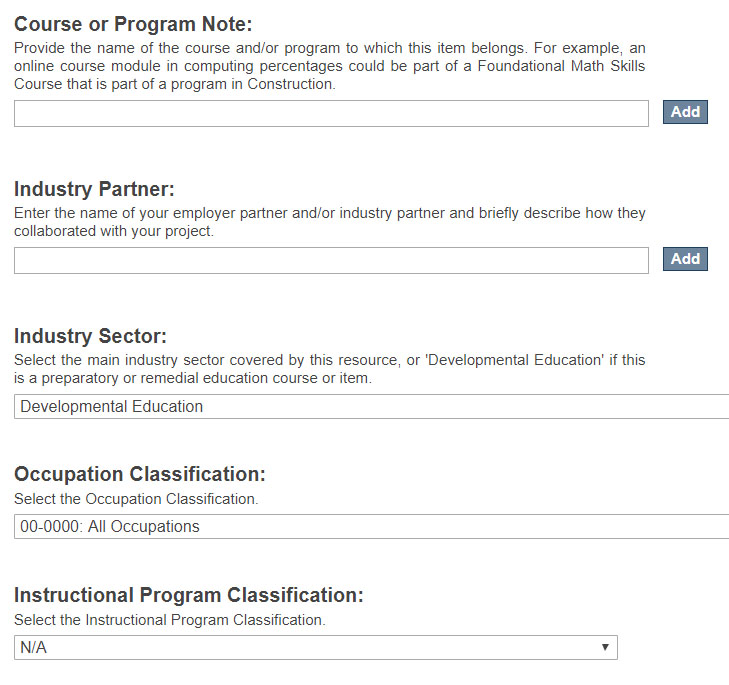 Course or Program Note:
Provide the name of the course and/or program to which this item belongs. For example, an
online course module in computing percentages could be part of a Foundational Math Skills
Course that is part of a program in Construction.
Add
Industry Partner:
Enter the name of your employer partner and/or industry partner and briefly describe how they
collaborated with your project.
Add
Industry Sector:
Select the main industry sector covered by this resource, or 'Developmental Education' if this
is a preparatory or remedial education course or item.
Developmental Education
Occupation Classification:
Select the Occupation Classification.
00-0000: All Occupations
Instructional Program Classification:
Select the Instructional Program Classification.
N/A